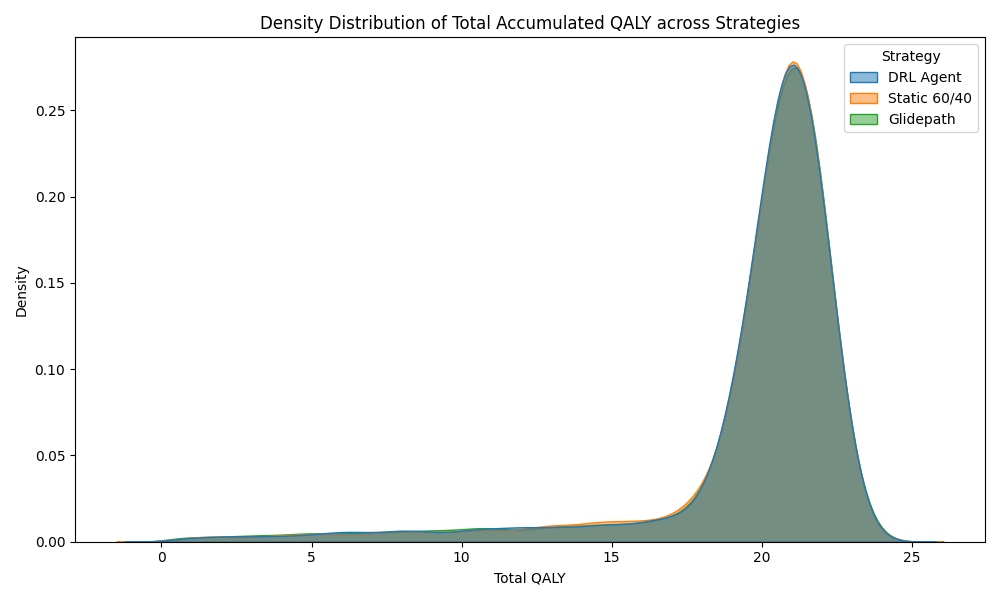 Density Distribution of Total Accumulated QALY across Strategies
Strategy
DRL Agent
Static 60/40
Glidepath
Density
0.25
0.20
0.15
0.10
0.05
0.00
0
5
10
15
20
25
Total QALY